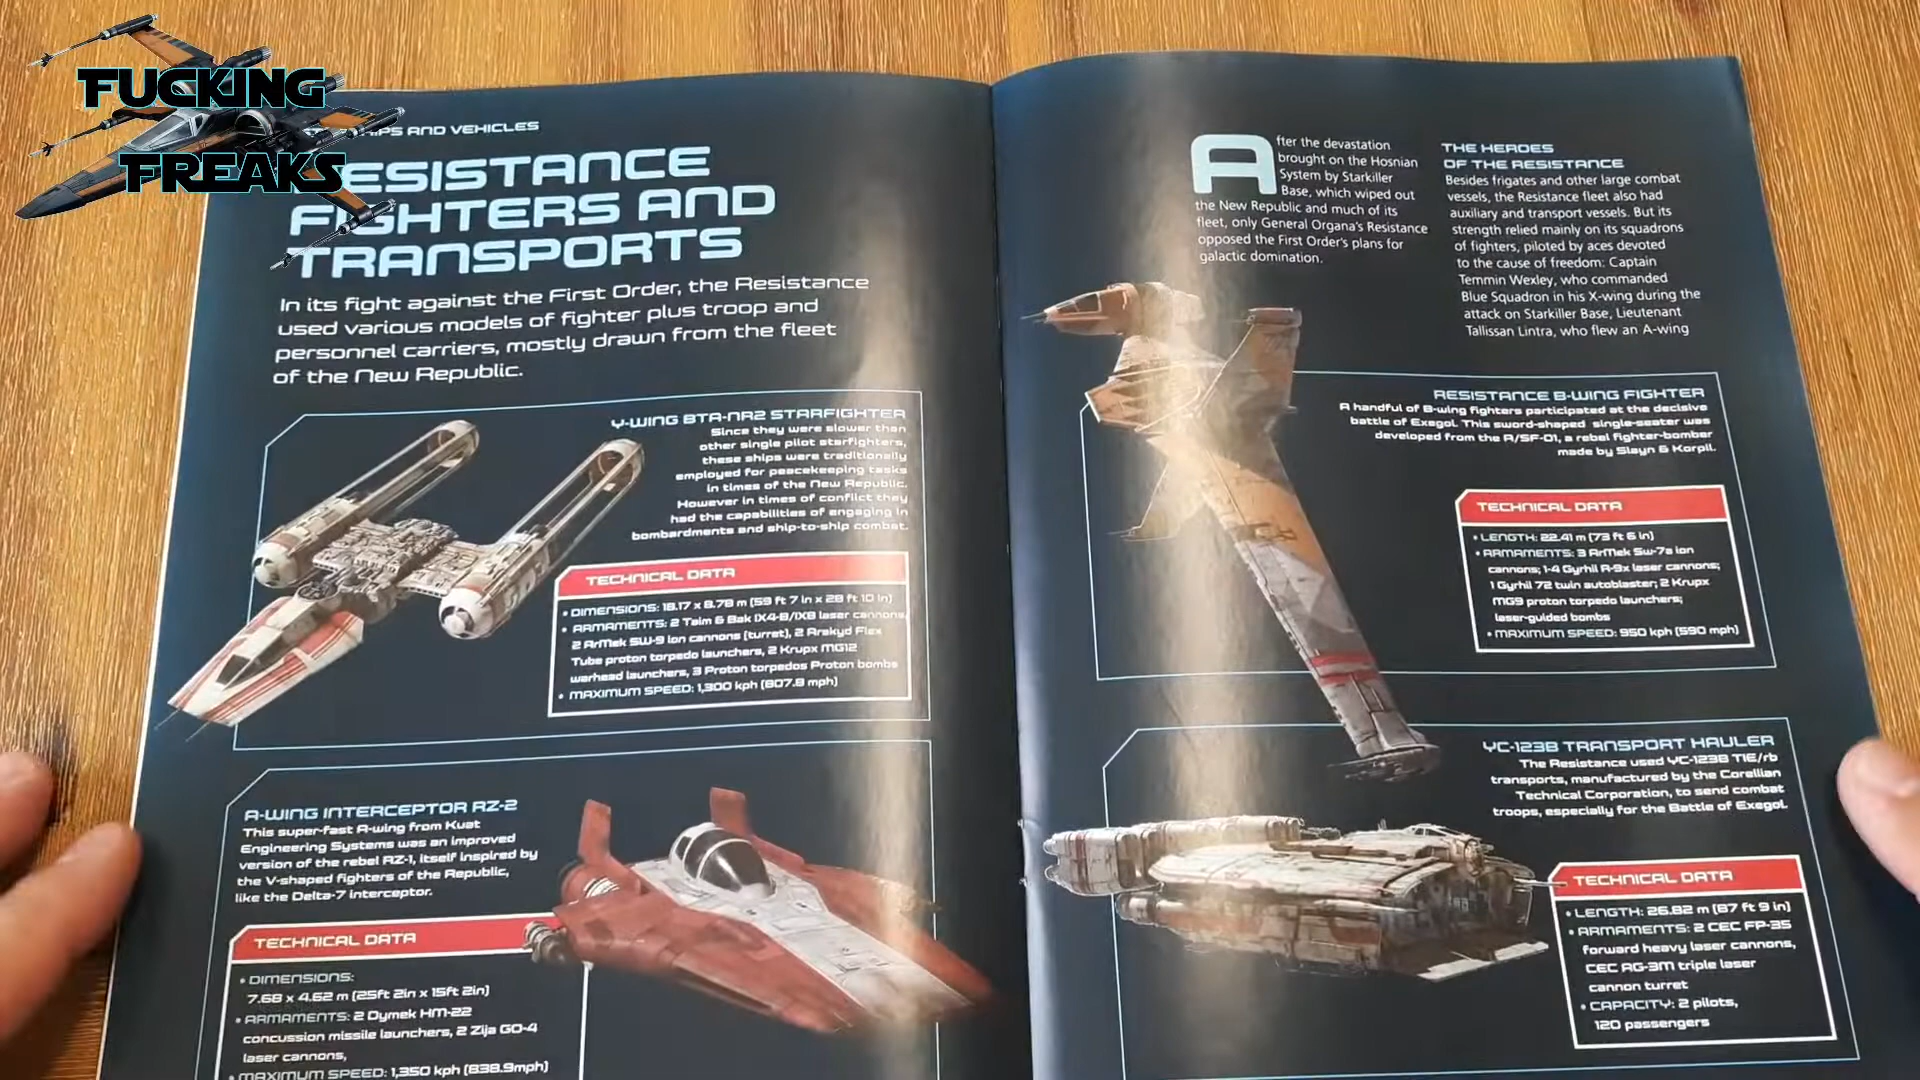 FUCKING
FREAKS
AND VEHICLES
RESISTANCE
FIGHTERS AND
TRANSPORTS
In its fight against the First Order, the Resistance
used various models of fighter plus troop and
personnel carriers, mostly drawn from the fleet
of the New Republic.
Y-WING BTA-NR2 STARFIGHTER
Since they were slower than
other single pilot starfighters,
these ships were traditionally
employed for peacekeeping tasks
in times of the New Republic.
However in times of conflict they
had the capabilities of engaging in
bombardments and ship-to-ship combat.
TECHNICAL DATA
• DIMENSIONS: 18.17 x 8.78 m (59 ft 7 in x 28 ft 10 in)
• ARMAMENTS: 2 Taim & Bak IX4-B/IXB laser cannons,
2 ArMek SW-9 ion cannons (turret), 2 Arakyd Flex
Tube proton torpedo launchers, 2 Krupx MG12
warhead launchers, 3 Proton torpedos Proton bombs
• MAXIMUM SPEED: 1,300 kph (807.8 mph)
A-WING INTERCEPTOR RZ-2
This super-fast A-wing from Kuat
Engineering Systems was an improved
version of the rebel RZ-1, itself inspired by
the V-shaped fighters of the Republic,
like the Delta-7 interceptor.
TECHNICAL DATA
• DIMENSIONS:
7.68 x 4.62 m (25ft 2in x 15ft 2in)
• ARMAMENTS: 2 Dymek HM-22
concussion missile launchers, 2 Zija GO-4
laser cannons,
• MAXIMUM SPEED: 1,350 kph (838.9mph)
After the devastation
brought on the Hosnian
System by Starkiller
Base, which wiped out
the New Republic and much of its
fleet, only General Organa's Resistance
opposed the First Order's plans for
galactic domination.
THE HEROES
OF THE RESISTANCE
Besides frigates and other large combat
vessels, the Resistance fleet also had
auxiliary and transport vessels. But its
strength relied mainly on its squadrons
of fighters, piloted by aces devoted
to the cause of freedom: Captain
Temmin Wexley, who commanded
Blue Squadron in his X-wing during the
attack on Starkiller Base, Lieutenant
Tallissan Lintra, who flew an A-wing
RESISTANCE B-WING FIGHTER
A handful of B-wing fighters participated at the decisive
battle of Exegol. This sword-shaped single-seater was
developed from the A/SF-01, a rebel fighter-bomber
made by Slayn & Korpil.
TECHNICAL DATA
• LENGTH: 22.41 m (73 ft 6 in)
• ARMAMENTS: 3 ArMek Sw-7a ion
cannons; 1-4 Gyrhil R-9x laser cannons;
1 Gyrhil 72 twin autoblaster; 2 Krupx
MG9 proton torpedo launchers;
laser-guided bombs
• MAXIMUM SPEED: 950 kph (590 mph)
YC-123B TRANSPORT HAULER
The Resistance used YC-123B TIE/rb
transports, manufactured by the Corellian
Technical Corporation, to send combat
troops, especially for the Battle of Exegol.
TECHNICAL DATA
• LENGTH: 26.82 m (87 ft 9 in)
• ARMAMENTS: 2 CEC FP-35
forward heavy laser cannons,
CEC AG-3M triple laser
cannon turret
• CAPACITY: 2 pilots,
120 passengers